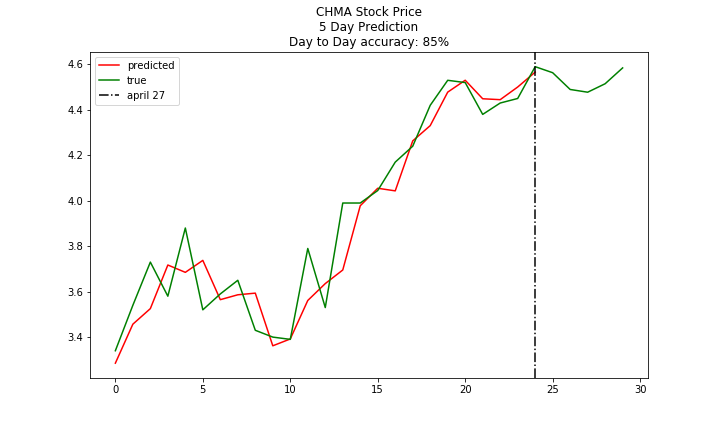 CHMA Stock Price
5 Day Prediction
Day to Day accuracy: 85%
predicted
true
april 27
4.6
4.4
4.2
4.0
3.8
3.6
3.4
0 5 10 15 20 25 30